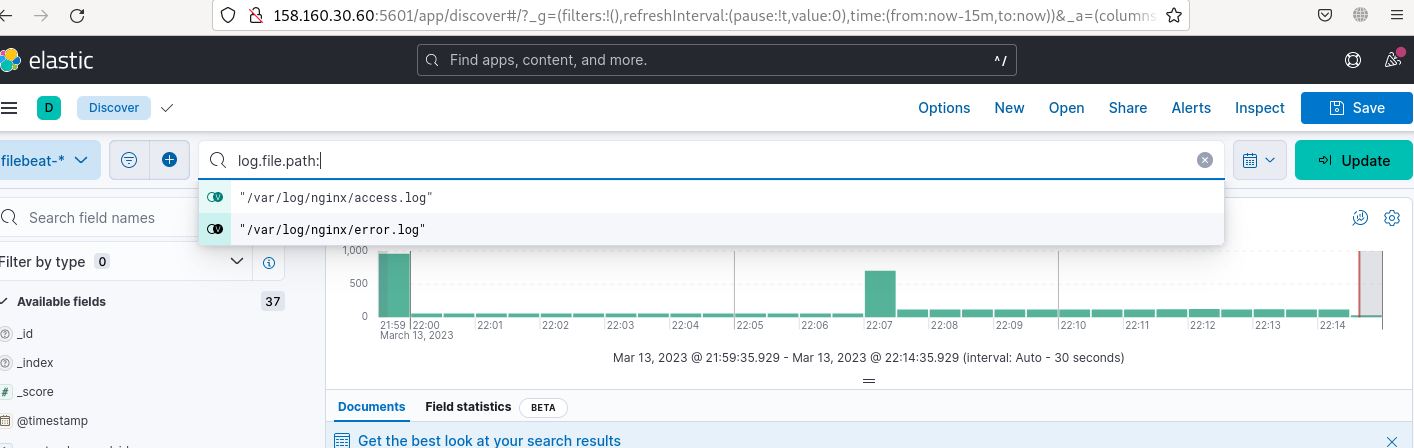 158.160.30.60:5601/app/discover#/?_g=(filters:!(),refreshInterval:(pause:!t,value:0),time:(from:now-15m,to:now))&_a=(columns
elastic
Find apps, content, and more.
^/
D
Discover
Options
New
Open
Share
Alerts
Inspect
Save
filebeat-*
log.file.path:
Update
"/var/log/nginx/access.log"
"/var/log/nginx/error.log"
Search field names
Filter by type 0
Available fields 37
_id
_index
_score
@timestamp
1,000
500
0
21:59 22:00 22:01 22:02 22:03 22:04 22:05 22:06 22:07 22:08 22:09 22:10 22:11 22:12 22:13 22:14
March 13, 2023
Mar 13, 2023 @ 21:59:35.929 - Mar 13, 2023 @ 22:14:35.929 (interval: Auto - 30 seconds)
Documents
Field statistics
BETA
Get the best look at your search results